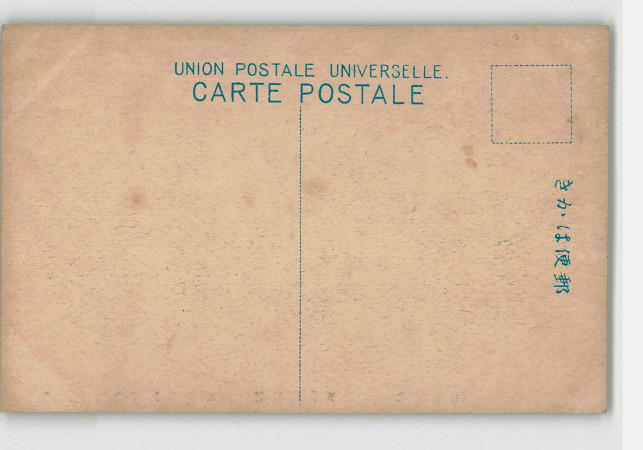 UNION POSTALE UNIVERSELLE.
CARTE POSTALE
きかは便郵